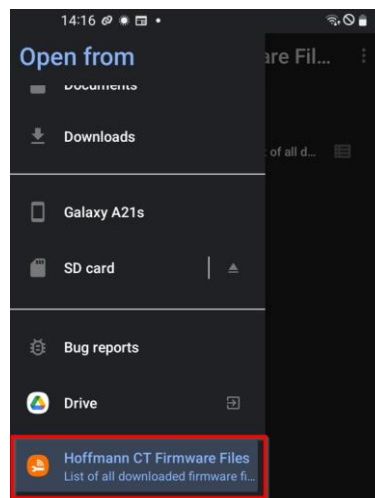 14:16
Open from
are Fil...
Documents
Downloads
of all d...
Galaxy A21s
SD card
Bug reports
Drive
Hoffmann CT Firmware Files
List of all downloaded firmware fi...